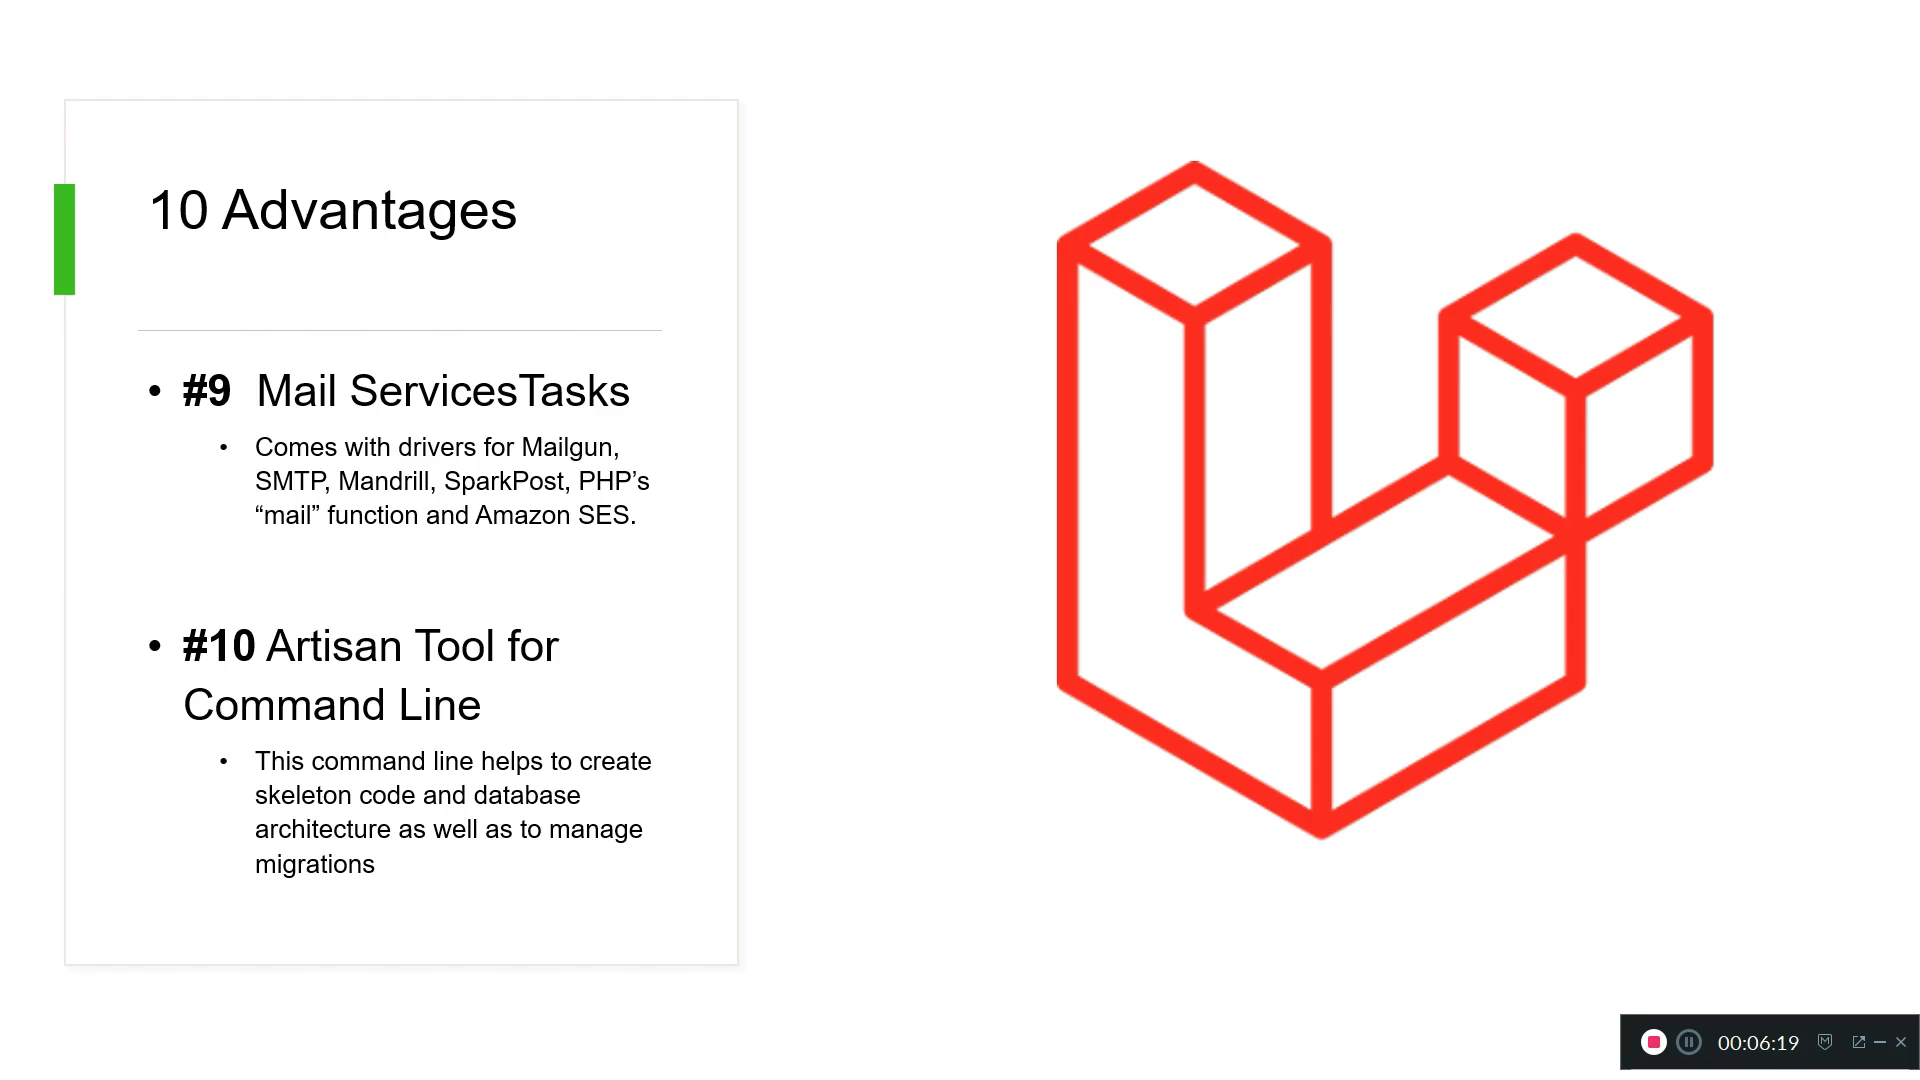 10 Advantages
• #9  Mail ServicesTasks
• Comes with drivers for Mailgun,
SMTP, Mandrill, SparkPost, PHP’s
“mail” function and Amazon SES.
• #10 Artisan Tool for
Command Line
• This command line helps to create
skeleton code and database
architecture as well as to manage
migrations
00:06:19